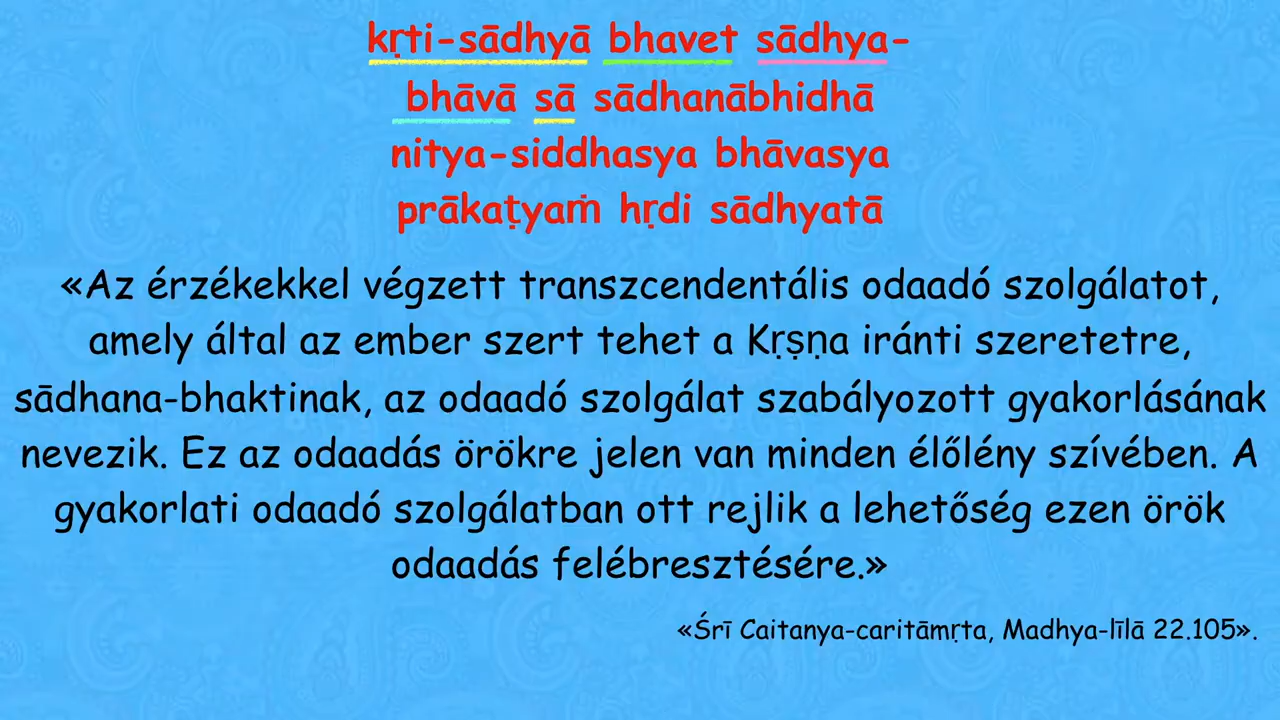 kṛti-sādhyā bhavet sādhya-
bhāvā sā sādhanābhidhā
nitya-siddhasya bhāvasya
prākaṭyaṁ hṛdi sādhyatā
«Az érzékekkel végzett transzcendentális odaadó szolgálatot,
amely által az ember szert tehet a Kṛṣṇa iránti szeretetre,
sādhana-bhaktinak, az odaadó szolgálat szabályozott gyakorlásának
nevezik. Ez az odaadás örökre jelen van minden élőlény szívében. A
gyakorlati odaadó szolgálatban ott rejlik a lehetőség ezen örök
odaadás felébresztésére.»
«Śrī Caitanya-caritāmṛta, Madhya-līlā 22.105».